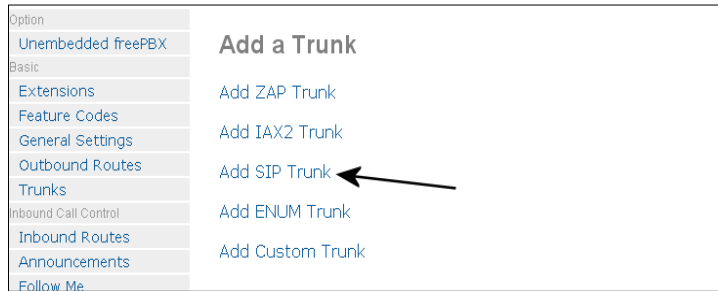 Option
Unembedded freePBX
Basic
Extensions
Feature Codes
General Settings
Outbound Routes
Trunks
Inbound Call Control
Inbound Routes
Announcements
Follow Me
Add a Trunk
Add ZAP Trunk
Add IAX2 Trunk
Add SIP Trunk
Add ENUM Trunk
Add Custom Trunk